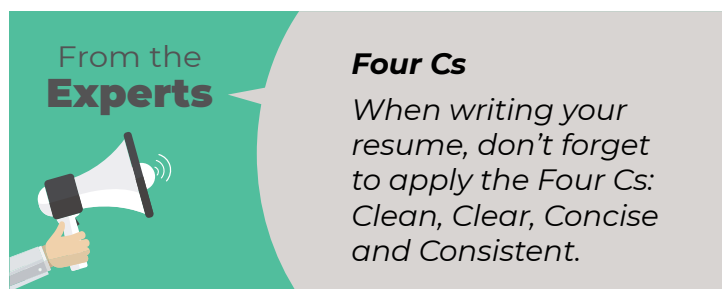 From the
Experts
Four Cs
When writing your
resume, don’t forget
to apply the Four Cs:
Clean, Clear, Concise
and Consistent.